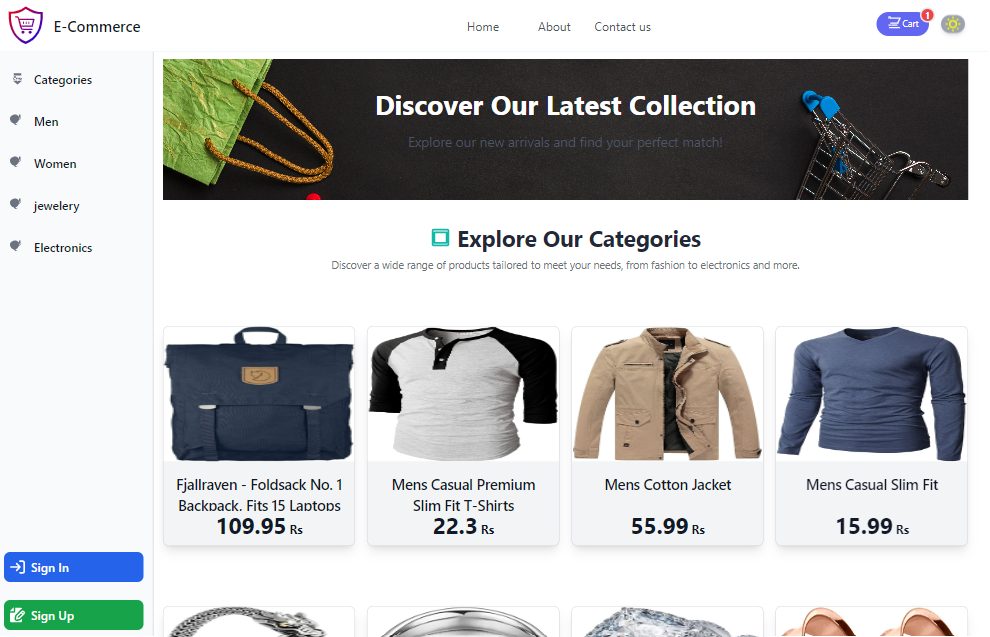 E-Commerce
Home
About
Contact us
Cart
1
Categories
Men
Women
jewelery
Electronics
Sign In
Sign Up
Discover Our Latest Collection
Explore our new arrivals and find your perfect match!
Explore Our Categories
Discover a wide range of products tailored to meet your needs, from fashion to electronics and more.
Fjallraven - Foldsack No. 1
Backpack, Fits 15 Laptops
109.95 Rs
Mens Casual Premium
Slim Fit T-Shirts
22.3 Rs
Mens Cotton Jacket
55.99 Rs
Mens Casual Slim Fit
15.99 Rs